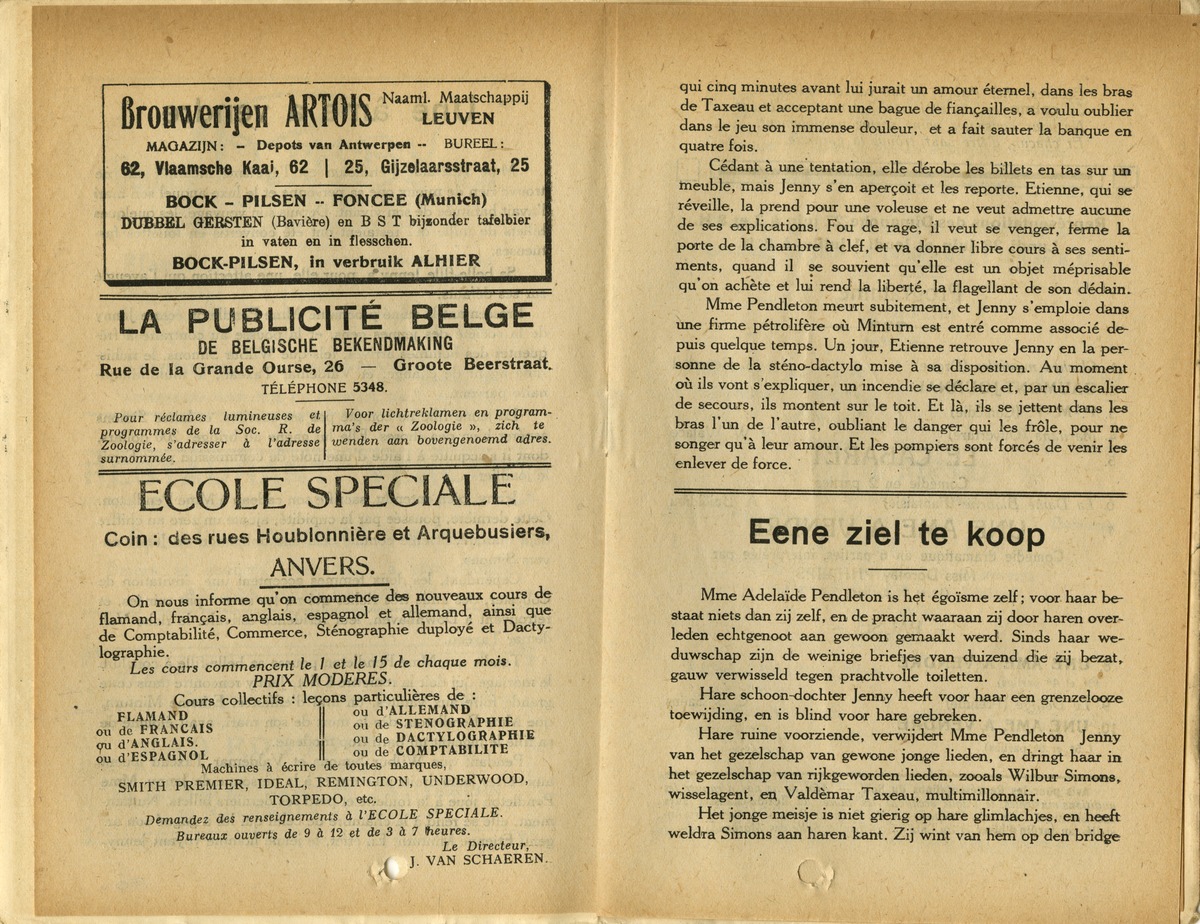 Brouwerijen ARTOIS Naaml. Maatschappij
LEUVEN
MAGAZIJN: – Depots van Antwerpen -- BUREEL:
62, Vlaamsche Kaai, 62 | 25, Gijzelaarsstraat, 25
BOCK – PILSEN -- FONCEE (Munich)
DUBBEL GERSTEN (Bavière) en B S T bijzonder tafelbier
in vaten en in flesschen.
BOCK-PILSEN, in verbruik ALHIER
LA PUBLICITÉ BELGE
DE BELGISCHE BEKENDMAKING
Rue de la Grande Ourse, 26 — Groote Beerstraat.
TÉLÉPHONE 5348.
Pour réclames lumineuses et
programmes de la Soc. R. de
Zoologie, s'adresser à l'adresse
surnommée.
Voor lichtreklamen en program-
ma's der « Zoologie », zich te
wenden aan bovengenoemd adres.
ECOLE SPECIALE
Coin : des rues Houblonnière et Arquebusiers,
ANVERS.
On nous informe qu'on commence des nouveaux cours de
flamand, français, anglais, espagnol et allemand, ainsi que
de Comptabilité, Commerce, Sténographie duployé et Dacty-
lographie.
Les cours commencent le 1 et le 15 de chaque mois.
PRIX MODERES.
Cours collectifs : leçons particulières de :
FLAMAND
ou de FRANCAIS
ou d'ANGLAIS.
ou d'ESPAGNOL
ou d'ALLEMAND
ou de STENOGRAPHIE
ou de DACTYLOGRAPHIE
ou de COMPTABILITE
Machines à écrire de toutes marques,
SMITH PREMIER, IDEAL, REMINGTON, UNDERWOOD,
TORPEDO, etc.
Demandez des renseignements à l'ECOLE SPECIALE.
Bureaux ouverts de 9 à 12 et de 3 à 7 heures.
Le Directeur,
J. VAN SCHAEREN.
qui cinq minutes avant lui jurait un amour éternel, dans les bras
de Taxeau et acceptant une bague de fiançailles, a voulu oublier
dans le jeu son immense douleur, et a fait sauter la banque en
quatre fois.
Cédant à une tentation, elle dérobe les billets en tas sur un
meuble, mais Jenny s'en aperçoit et les reporte. Etienne, qui se
réveille, la prend pour une voleuse et ne veut admettre aucune
de ses explications. Fou de rage, il veut se venger, ferme la
porte de la chambre à clef, et va donner libre cours à ses senti-
ments, quand il se souvient qu'elle est un objet méprisable
qu'on achète et lui rend la liberté, la flagellant de son dédain.
Mme Pendleton meurt subitement, et Jenny s'emploie dans
une firme pétrolifère où Minturn est entré comme associé de-
puis quelque temps. Un jour, Etienne retrouve Jenny en la per-
sonne de la sténo-dactylo mise à sa disposition. Au moment
où ils vont s'expliquer, un incendie se déclare et, par un escalier
de secours, ils montent sur le toit. Et là, ils se jettent dans les
bras l'un de l'autre, oubliant le danger qui les frôle, pour ne
songer qu'à leur amour. Et les pompiers sont forcés de venir les
enlever de force.
Eene ziel te koop
Mme Adelaïde Pendleton is het égoïsme zelf ; voor haar be-
staat niets dan zij zelf, en de pracht waaraan zij door haren over-
leden echtgenoot aan gewoon gemaakt werd. Sinds haar we-
duwschap zijn de weinige briefjes van duizend die zij bezat,
gauw verwisseld tegen prachtvolle toiletten.
Hare schoon-dochter Jenny heeft voor haar een grenzelooze
toewijding, en is blind voor hare gebreken.
Hare ruine voorziende, verwijdert Mme Pendleton Jenny
van het gezelschap van gewone jonge lieden, en dringt haar in
het gezelschap van rijkgeworden lieden, zooals Wilbur Simons,
wisselagent, en Valdèmar Taxeau, multimillonnair.
Het jonge meisje is niet gierig op hare glimlachjes, en heeft
weldra Simons aan haren kant. Zij wint van hem op den bridge